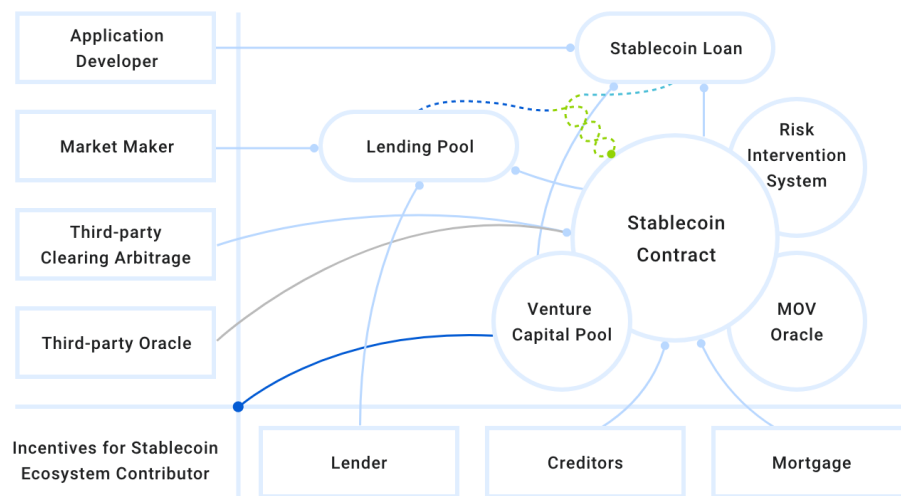 Application
Developer
Stablecoin Loan
Market Maker
Lending Pool
Risk
Intervention
System
Third-party
Clearing Arbitrage
Stablecoin
Contract
Third-party Oracle
Venture
Capital Pool
MOV
Oracle
Incentives for Stablecoin
Ecosystem Contributor
Lender
Creditors
Mortgage